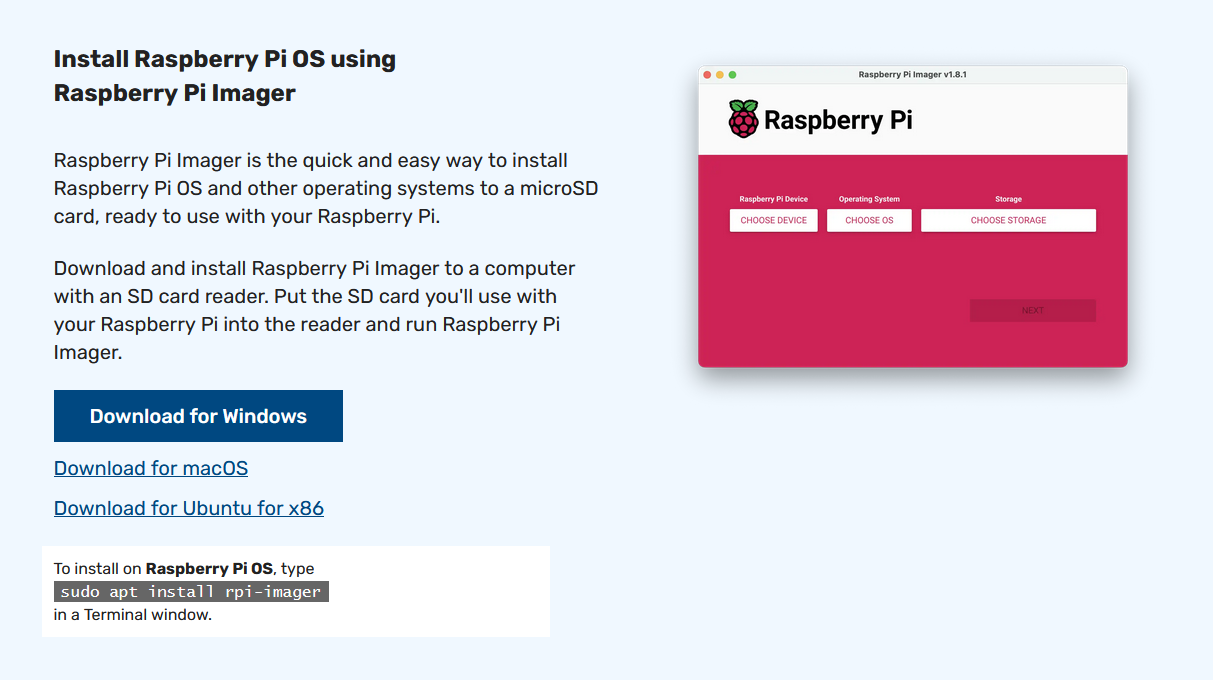 Install Raspberry Pi OS using
Raspberry Pi Imager
Raspberry Pi Imager is the quick and easy way to install
Raspberry Pi OS and other operating systems to a microSD
card, ready to use with your Raspberry Pi.
Download and install Raspberry Pi Imager to a computer
with an SD card reader. Put the SD card you'll use with
your Raspberry Pi into the reader and run Raspberry Pi
Imager.
Download for Windows
Download for macOS
Download for Ubuntu for x86
To install on Raspberry Pi OS, type
sudo apt install rpi-imager
in a Terminal window.
Raspberry Pi Imager v1.8.1
Raspberry Pi
Raspberry Pi Device Operating System Storage
CHOOSE DEVICE CHOOSE OS CHOOSE STORAGE
NEXT